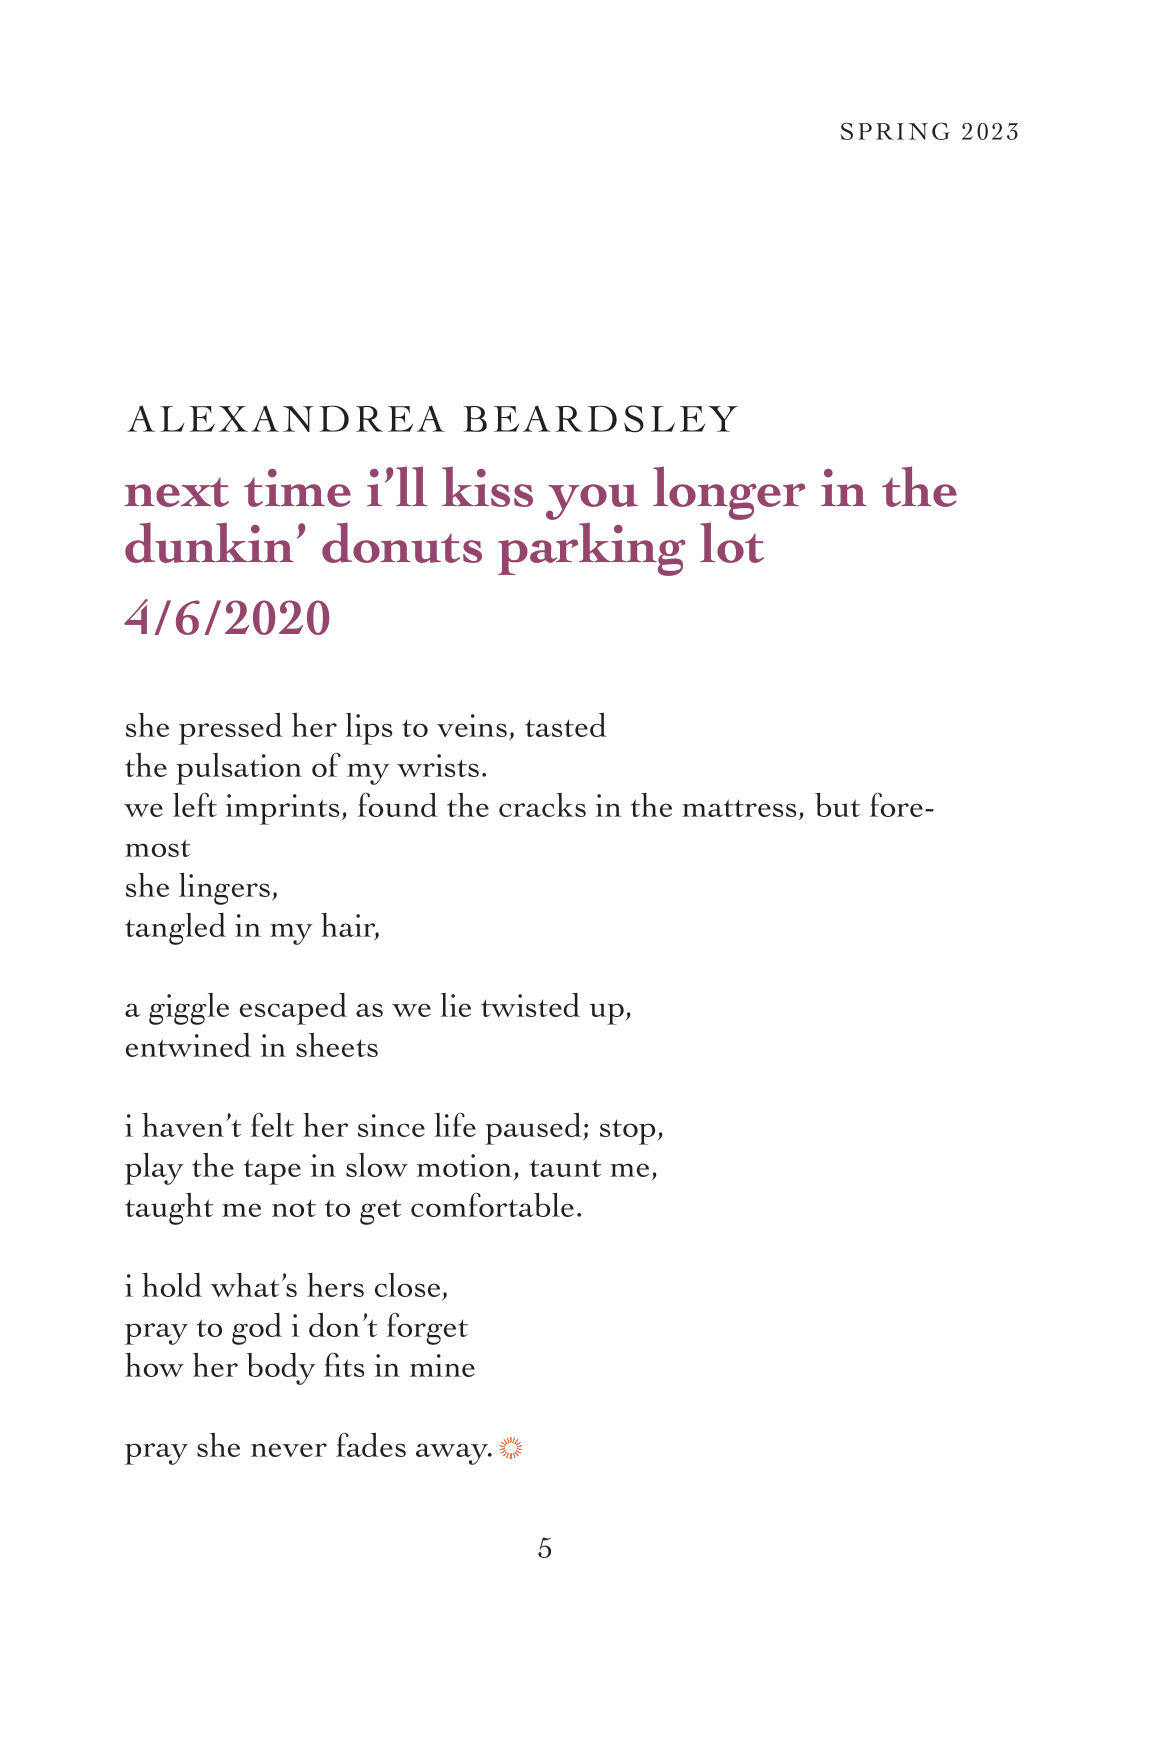 SPRING 2023
ALEXANDREA BEARDSLEY
next time i’ll kiss you longer in the
dunkin’ donuts parking lot
4/6/2020
she pressed her lips to veins, tasted
the pulsation of my wrists.
we left imprints, found the cracks in the mattress, but fore-
most
she lingers,
tangled in my hair,
a giggle escaped as we lie twisted up,
entwined in sheets
i haven’t felt her since life paused; stop,
play the tape in slow motion, taunt me,
taught me not to get comfortable.
i hold what’s hers close,
pray to god i don’t forget
how her body fits in mine
pray she never fades away.
5